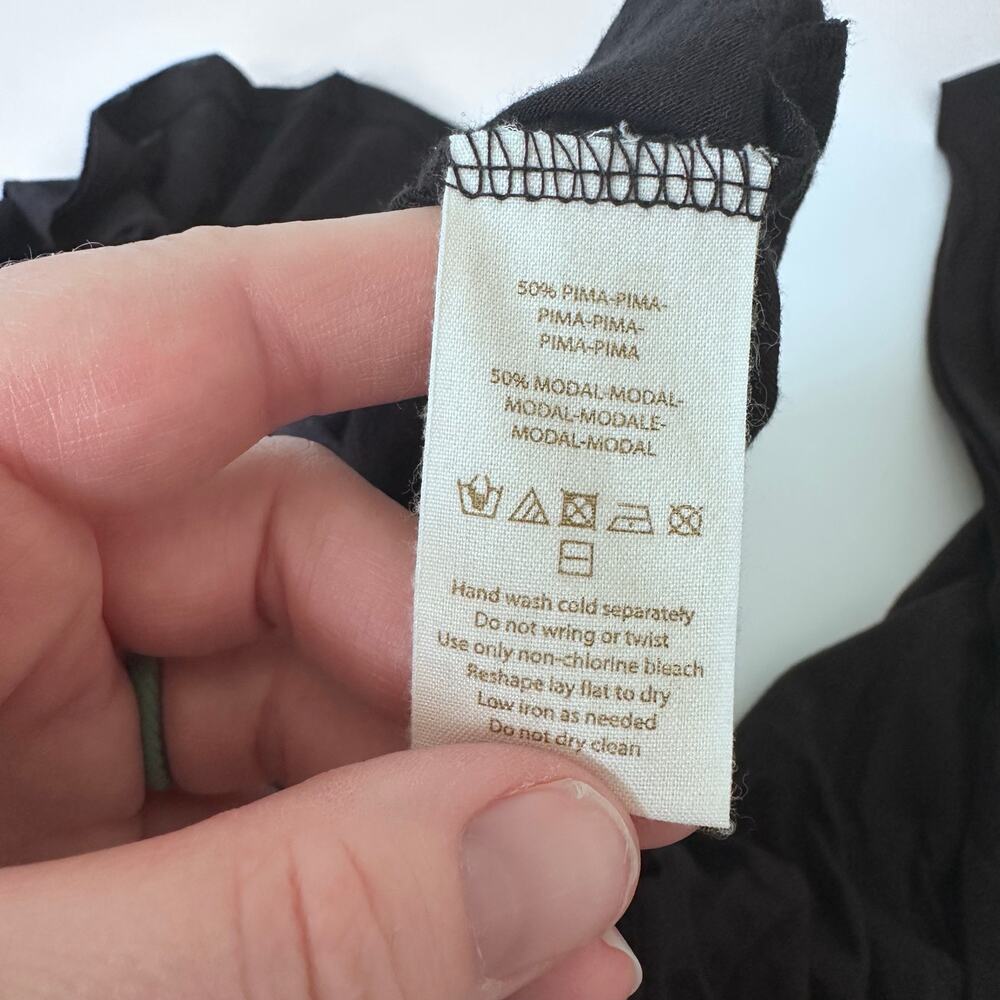 50% PIMA-PIMA-
PIMA-PIMA-
PIMA-PIMA
50% MODAL-MODAL-
MODAL-MODALE-
MODAL-MODAL
Hand wash cold separately
Do not wring or twist
Use only non-chlorine bleach
Reshape lay flat to dry
Low iron as needed
Do not dry clean